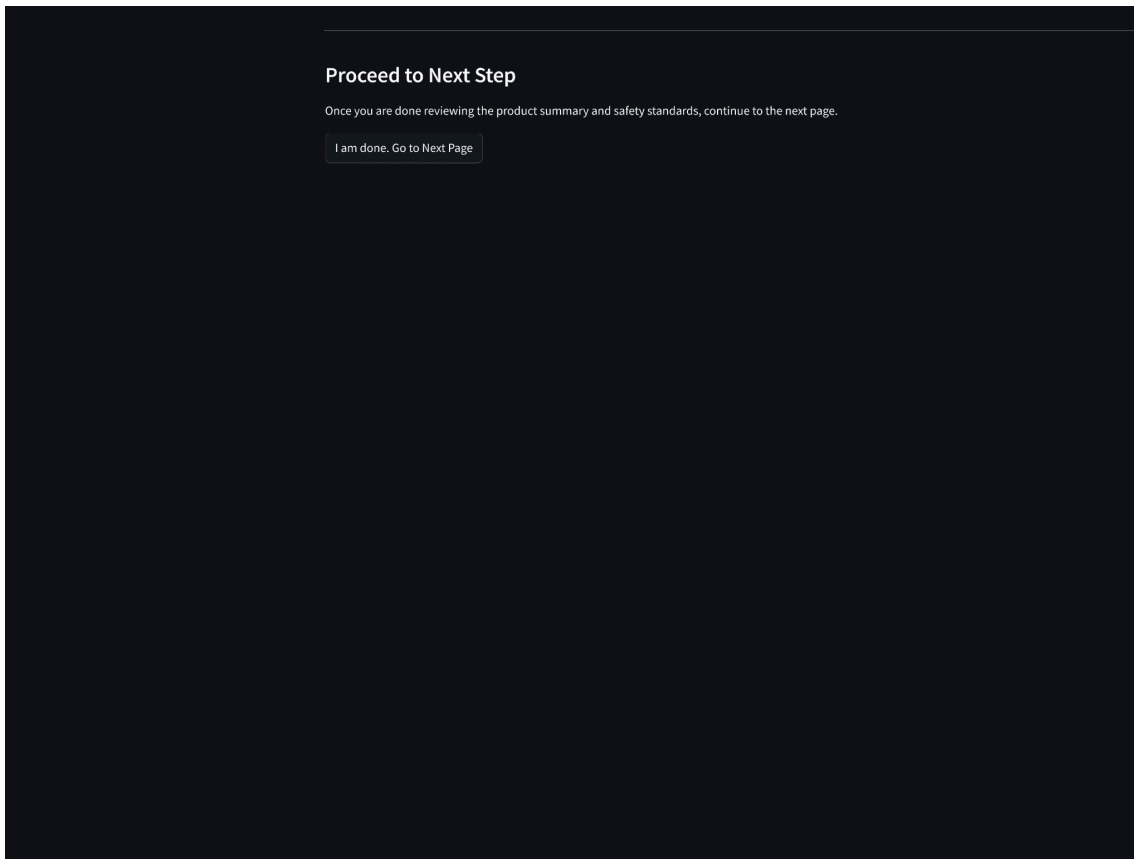 Proceed to Next Step
Once you are done reviewing the product summary and safety standards, continue to the next page.
I am done. Go to Next Page